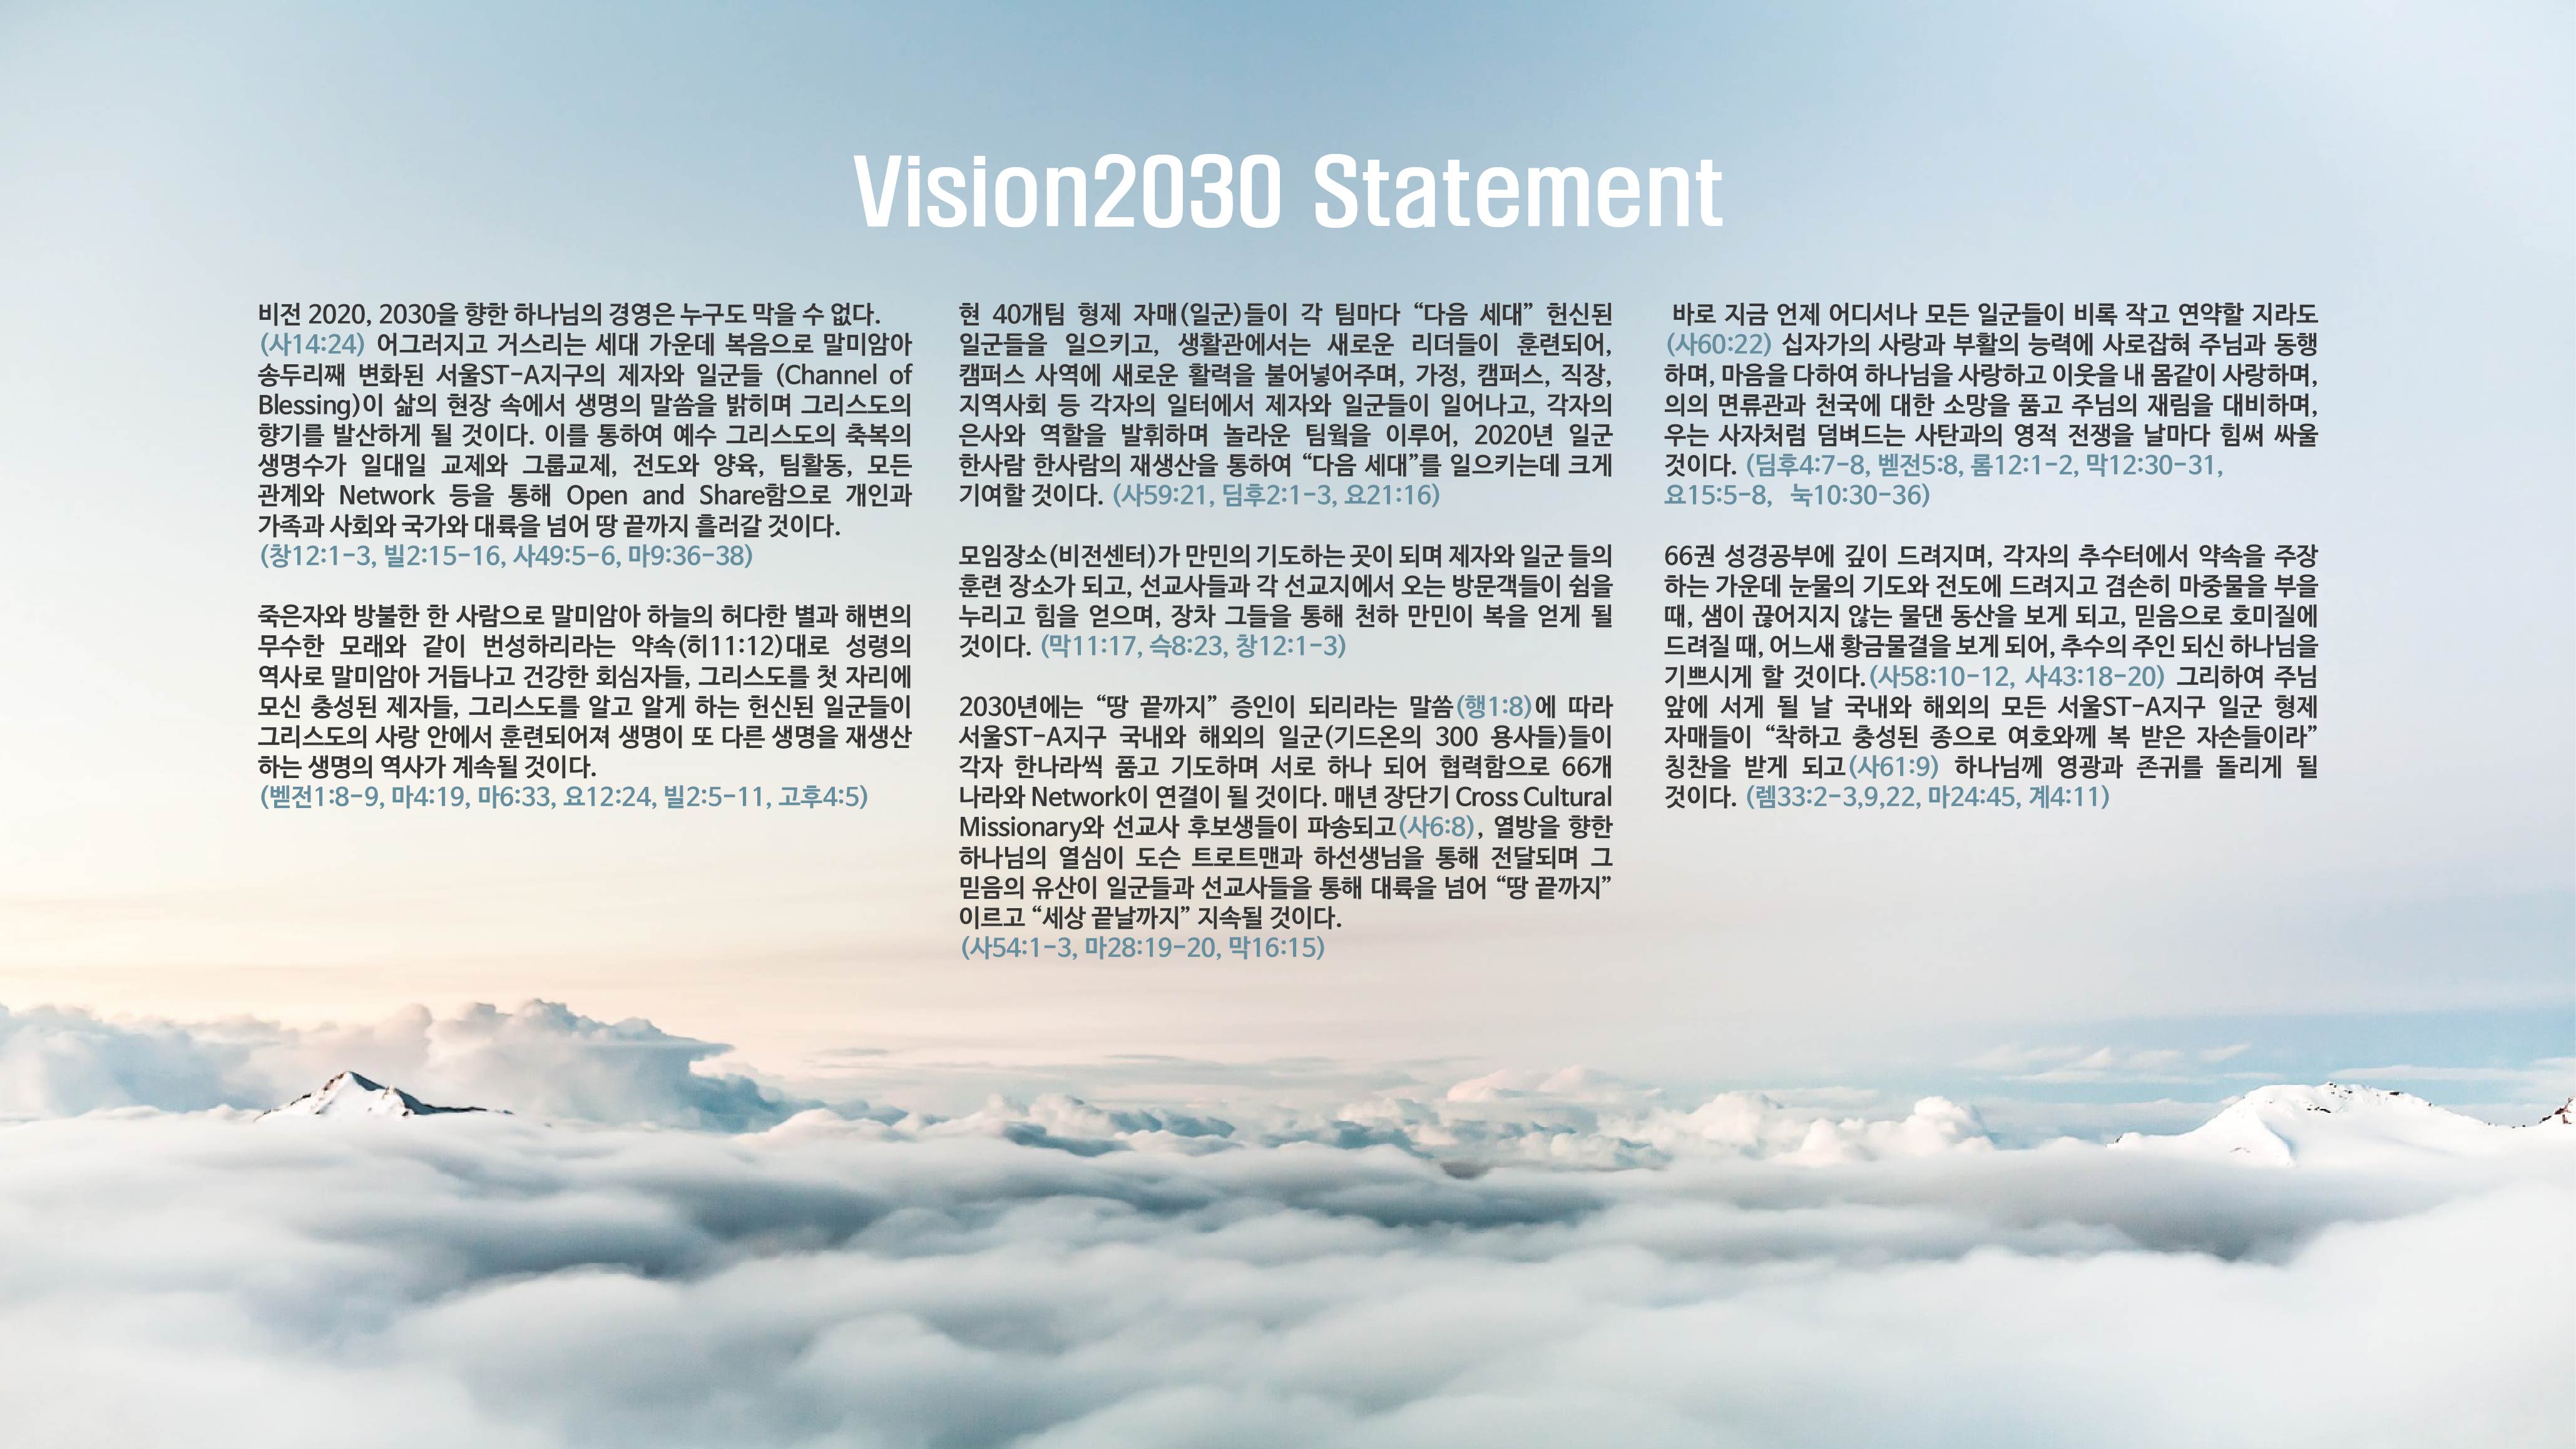 Vision2030 Statement
비전 2020, 2030을 향한 하나님의 경영은 누구도 막을 수 없다.
(사14:24) 어그러지고 거스리는 세대 가운데 복음으로 말미암아
송두리째 변화된 서울ST-A지구의 제자와 일군들 (Channel of
Blessing)이 삶의 현장 속에서 생명의 말씀을 밝히며 그리스도의
향기를 발산하게 될 것이다. 이를 통하여 예수 그리스도의 축복의
생명수가 일대일 교제와 그룹교제, 전도와 양육, 팀활동, 모든
관계와 Network 등을 통해 Open and Share함으로 개인과
가족과 사회와 국가와 대륙을 넘어 땅 끝까지 흘러갈 것이다.
(창12:1-3, 빌2:15-16, 사49:5-6, 마9:36-38)
죽은자와 방불한 한 사람으로 말미암아 하늘의 허다한 별과 해변의
무수한 모래와 같이 번성하리라는 약속(히11:12)대로 성령의
역사로 말미암아 거듭나고 건강한 회심자들, 그리스도를 첫 자리에
모신 충성된 제자들, 그리스도를 알고 알게 하는 헌신된 일군들이
그리스도의 사랑 안에서 훈련되어져 생명이 또 다른 생명을 재생산
하는 생명의 역사가 계속될 것이다.
(벧전1:8-9, 마4:19, 마6:33, 요12:24, 빌2:5-11, 고후4:5)
현 40개팀 형제 자매(일군)들이 각 팀마다 “다음 세대” 헌신된
일군들을 일으키고, 생활관에서는 새로운 리더들이 훈련되어,
캠퍼스 사역에 새로운 활력을 불어넣어주며, 가정, 캠퍼스, 직장,
지역사회 등 각자의 일터에서 제자와 일군들이 일어나고, 각자의
은사와 역할을 발휘하며 놀라운 팀웍을 이루어, 2020년 일군
한사람 한사람의 재생산을 통하여 “다음 세대”를 일으키는데 크게
기여할 것이다. (사59:21, 딤후2:1-3, 요21:16)
모임장소(비전센터)가 만민의 기도하는 곳이 되며 제자와 일군 들의
훈련 장소가 되고, 선교사들과 각 선교지에서 오는 방문객들이 쉼을
누리고 힘을 얻으며, 장차 그들을 통해 천하 만민이 복을 얻게 될
것이다. (막11:17, 슥8:23, 창12:1-3)
2030년에는 “땅 끝까지” 증인이 되리라는 말씀(행1:8)에 따라
서울ST-A지구 국내와 해외의 일군(기드온의 300 용사들)들이
각자 한나라씩 품고 기도하며 서로 하나 되어 협력함으로 66개
나라와 Network이 연결이 될 것이다. 매년 장단기 Cross Cultural
Missionary와 선교사 후보생들이 파송되고(사6:8), 열방을 향한
하나님의 열심이 도슨 트로트맨과 하선생님을 통해 전달되며 그
믿음의 유산이 일군들과 선교사들을 통해 대륙을 넘어 “땅 끝까지”
이르고 “세상 끝날까지” 지속될 것이다.
(사54:1-3, 마28:19-20, 막16:15)
바로 지금 언제 어디서나 모든 일군들이 비록 작고 연약할 지라도
(사60:22) 십자가의 사랑과 부활의 능력에 사로잡혀 주님과 동행
하며, 마음을 다하여 하나님을 사랑하고 이웃을 내 몸같이 사랑하며,
의의 면류관과 천국에 대한 소망을 품고 주님의 재림을 대비하며,
우는 사자처럼 덤벼드는 사탄과의 영적 전쟁을 날마다 힘써 싸울
것이다. (딤후4:7-8, 벧전5:8, 롬12:1-2, 막12:30-31,
요15:5-8, 눅10:30-36)
66권 성경공부에 깊이 드려지며, 각자의 추수터에서 약속을 주장
하는 가운데 눈물의 기도와 전도에 드려지고 겸손히 마중물을 부을
때, 샘이 끊어지지 않는 물댄 동산을 보게 되고, 믿음으로 호미질에
드려질 때, 어느새 황금물결을 보게 되어, 추수의 주인 되신 하나님을
기쁘시게 할 것이다.(사58:10-12, 사43:18-20) 그리하여 주님
앞에 서게 될 날 국내와 해외의 모든 서울ST-A지구 일군 형제
자매들이 “착하고 충성된 종으로 여호와께 복 받은 자손들이라”
칭찬을 받게 되고(사61:9) 하나님께 영광과 존귀를 돌리게 될
것이다. (렘33:2-3,9,22, 마24:45, 계4:11)